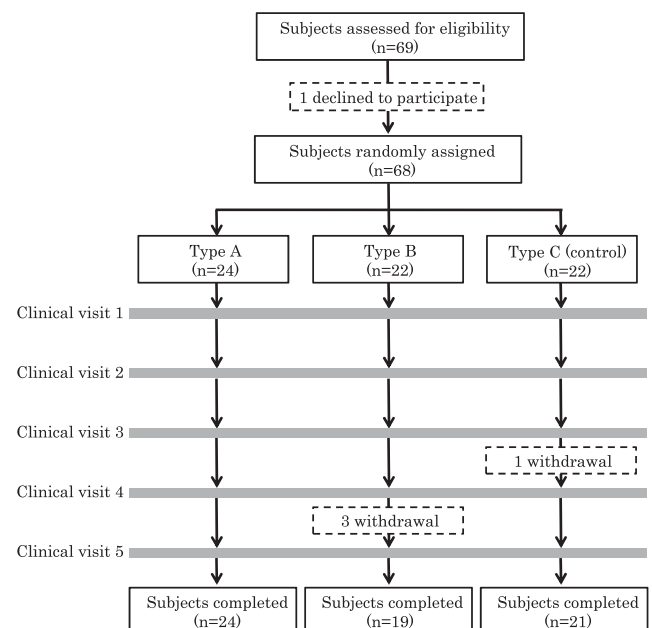 Subjects assessed for eligibility
(n=69)
1 declined to participate
Subjects randomly assigned
(n=68)
Type A
(n=24)
Type B
(n=22)
Type C (control)
(n=22)
Clinical visit 1
Clinical visit 2
Clinical visit 3
1 withdrawal
Clinical visit 4
3 withdrawal
Clinical visit 5
Subjects completed
(n=24)
Subjects completed
(n=19)
Subjects completed
(n=21)